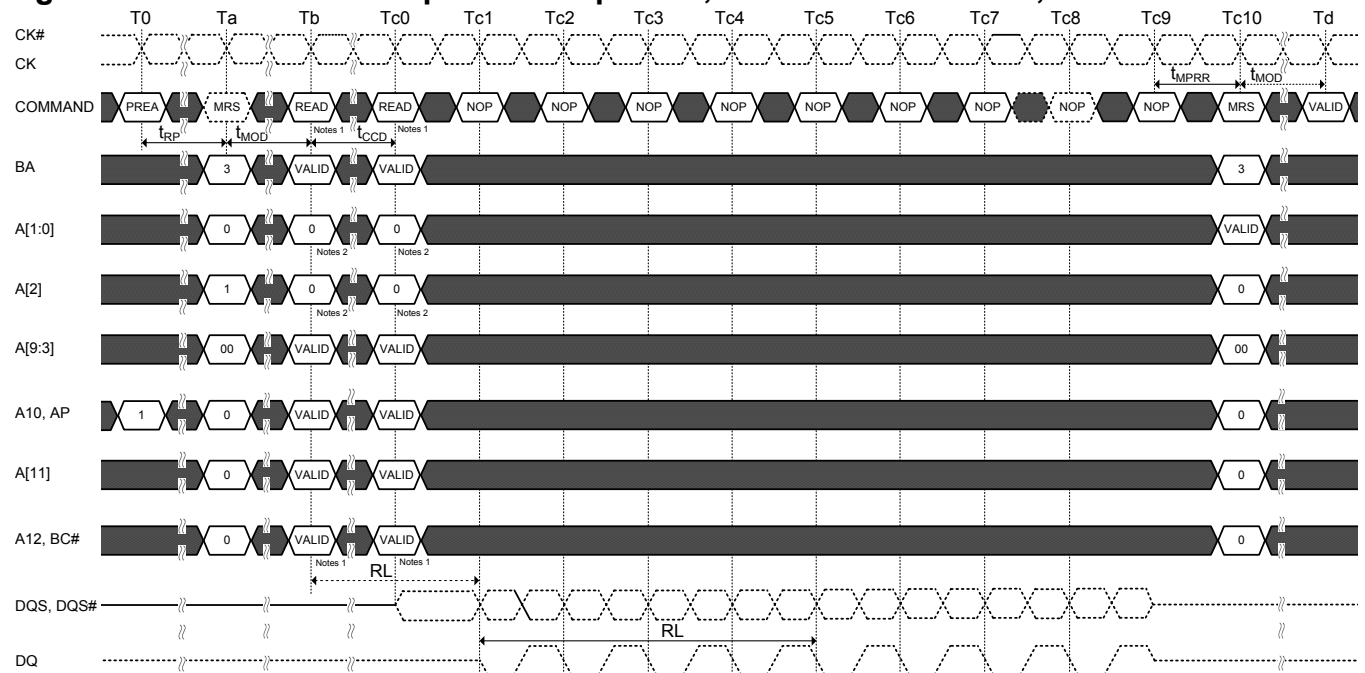 T0 Ta Tb Tc0 Tc1 Tc2 Tc3 Tc4 Tc5 Tc6 Tc7 Tc8 Tc9 Tc10 Td
CK#
CK
tMPRR tMOD
COMMAND PREA MRS READ READ NOP NOP NOP NOP NOP NOP NOP NOP NOP MRS VALID
Notes 1 Notes 1
tRP tMOD tCCD
BA 3 VALID VALID 3
A[1:0] 0 0 0 VALID
Notes 2 Notes 2
A[2] 1 0 0 0
Notes 2 Notes 2
A[9:3] 00 VALID VALID 00
A10, AP 1 0 VALID VALID 0
A[11] 0 VALID VALID 0
A12, BC# 0 VALID VALID 0
Notes 1 Notes 1
RL
DQS, DQS#
RL
DQ